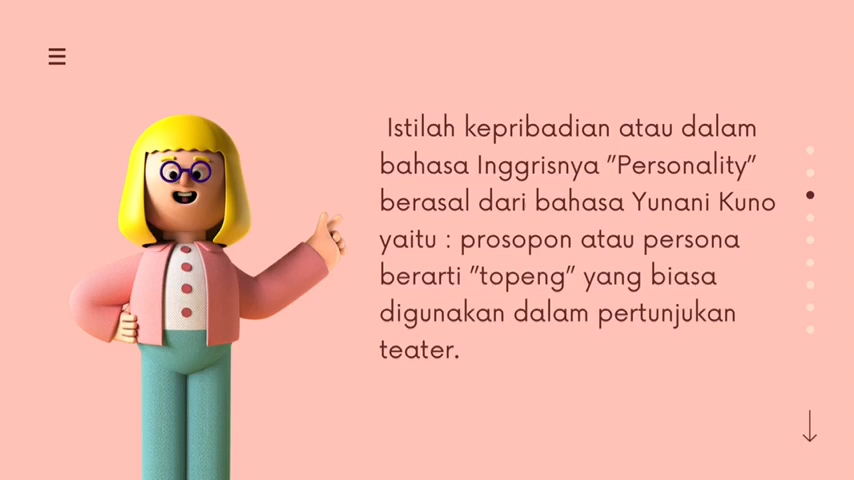 Istilah kepribadian atau dalam
bahasa Inggrisnya "Personality"
berasal dari bahasa Yunani Kuno
yaitu : prosopon atau persona
berarti "topeng" yang biasa
digunakan dalam pertunjukan
teater.